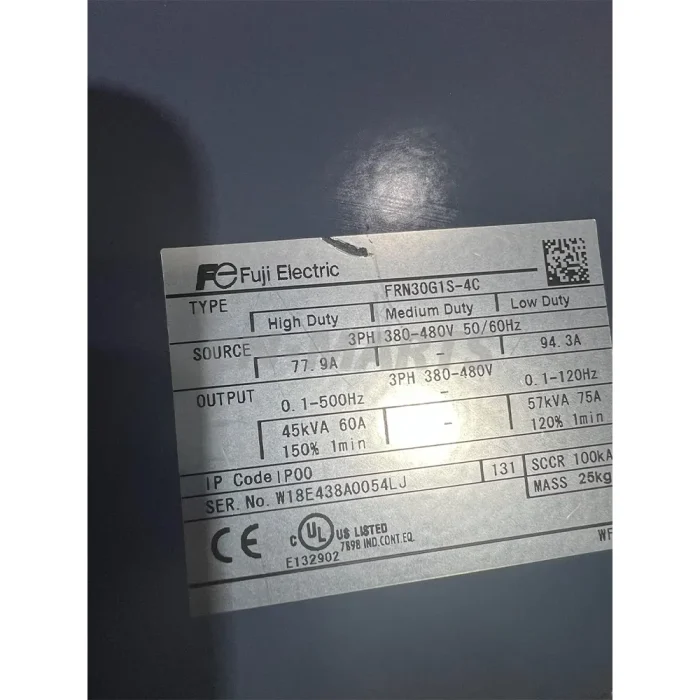 Fe Fuji Electric
TYPE FRN30G1S-4C
High Duty Medium Duty Low Duty
SOURCE 3PH 380-480V 50/60Hz
77.9A - 94.3A
OUTPUT 3PH 380-480V
0.1-500Hz - 0.1-120Hz
45kVA 60A - 57kVA 75A
150% 1min 120% 1min
IP Code IP00 131 SCCR 100kA
SER. No. W18E438A0054LJ MASS 25kg
CE c UL US LISTED
7898 IND.CONT.EQ.
E132902
WF